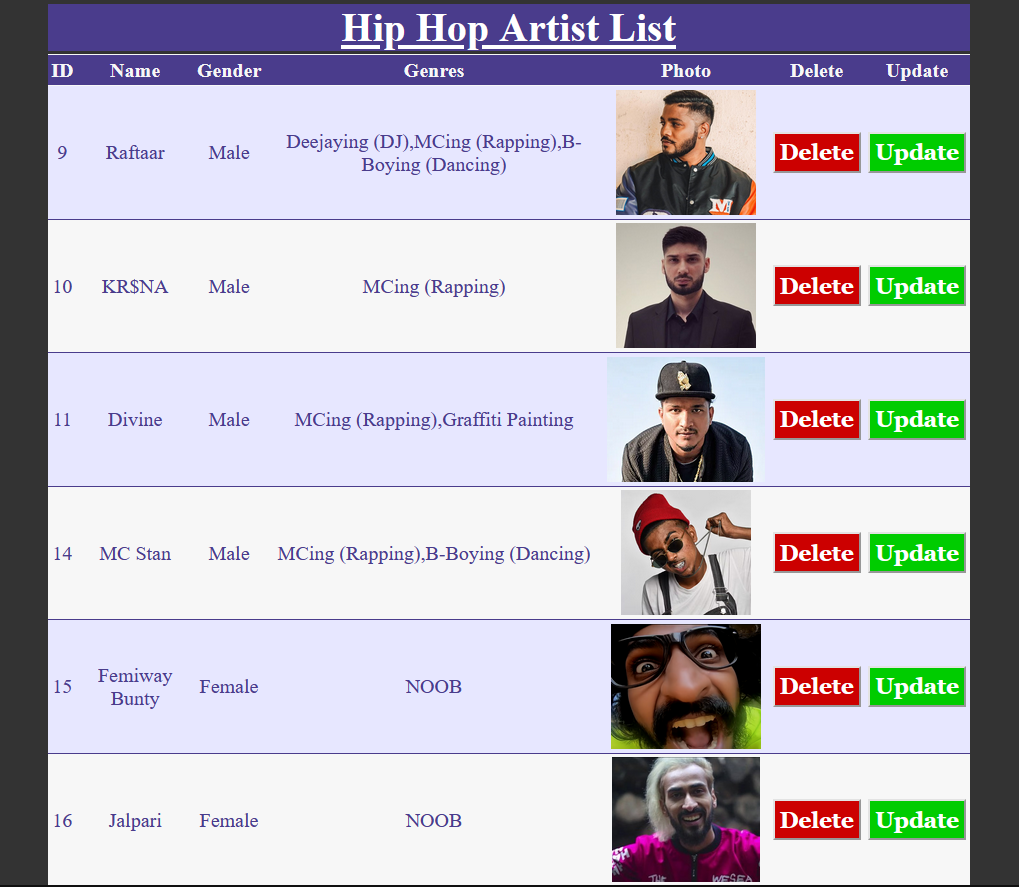 Hip Hop Artist List
ID Name Gender Genres Photo Delete Update
9 Raftaar Male Deejaying (DJ),MCing (Rapping),B-
Boying (Dancing) Delete Update
M
10 KR$NA Male MCing (Rapping) Delete Update
11 Divine Male MCing (Rapping),Graffiti Painting Delete Update
14 MC Stan Male MCing (Rapping),B-Boying (Dancing) Delete Update
15 Femiway
Bunty Female NOOB Delete Update
16 Jalpari Female NOOB Delete Update
THE WESEA